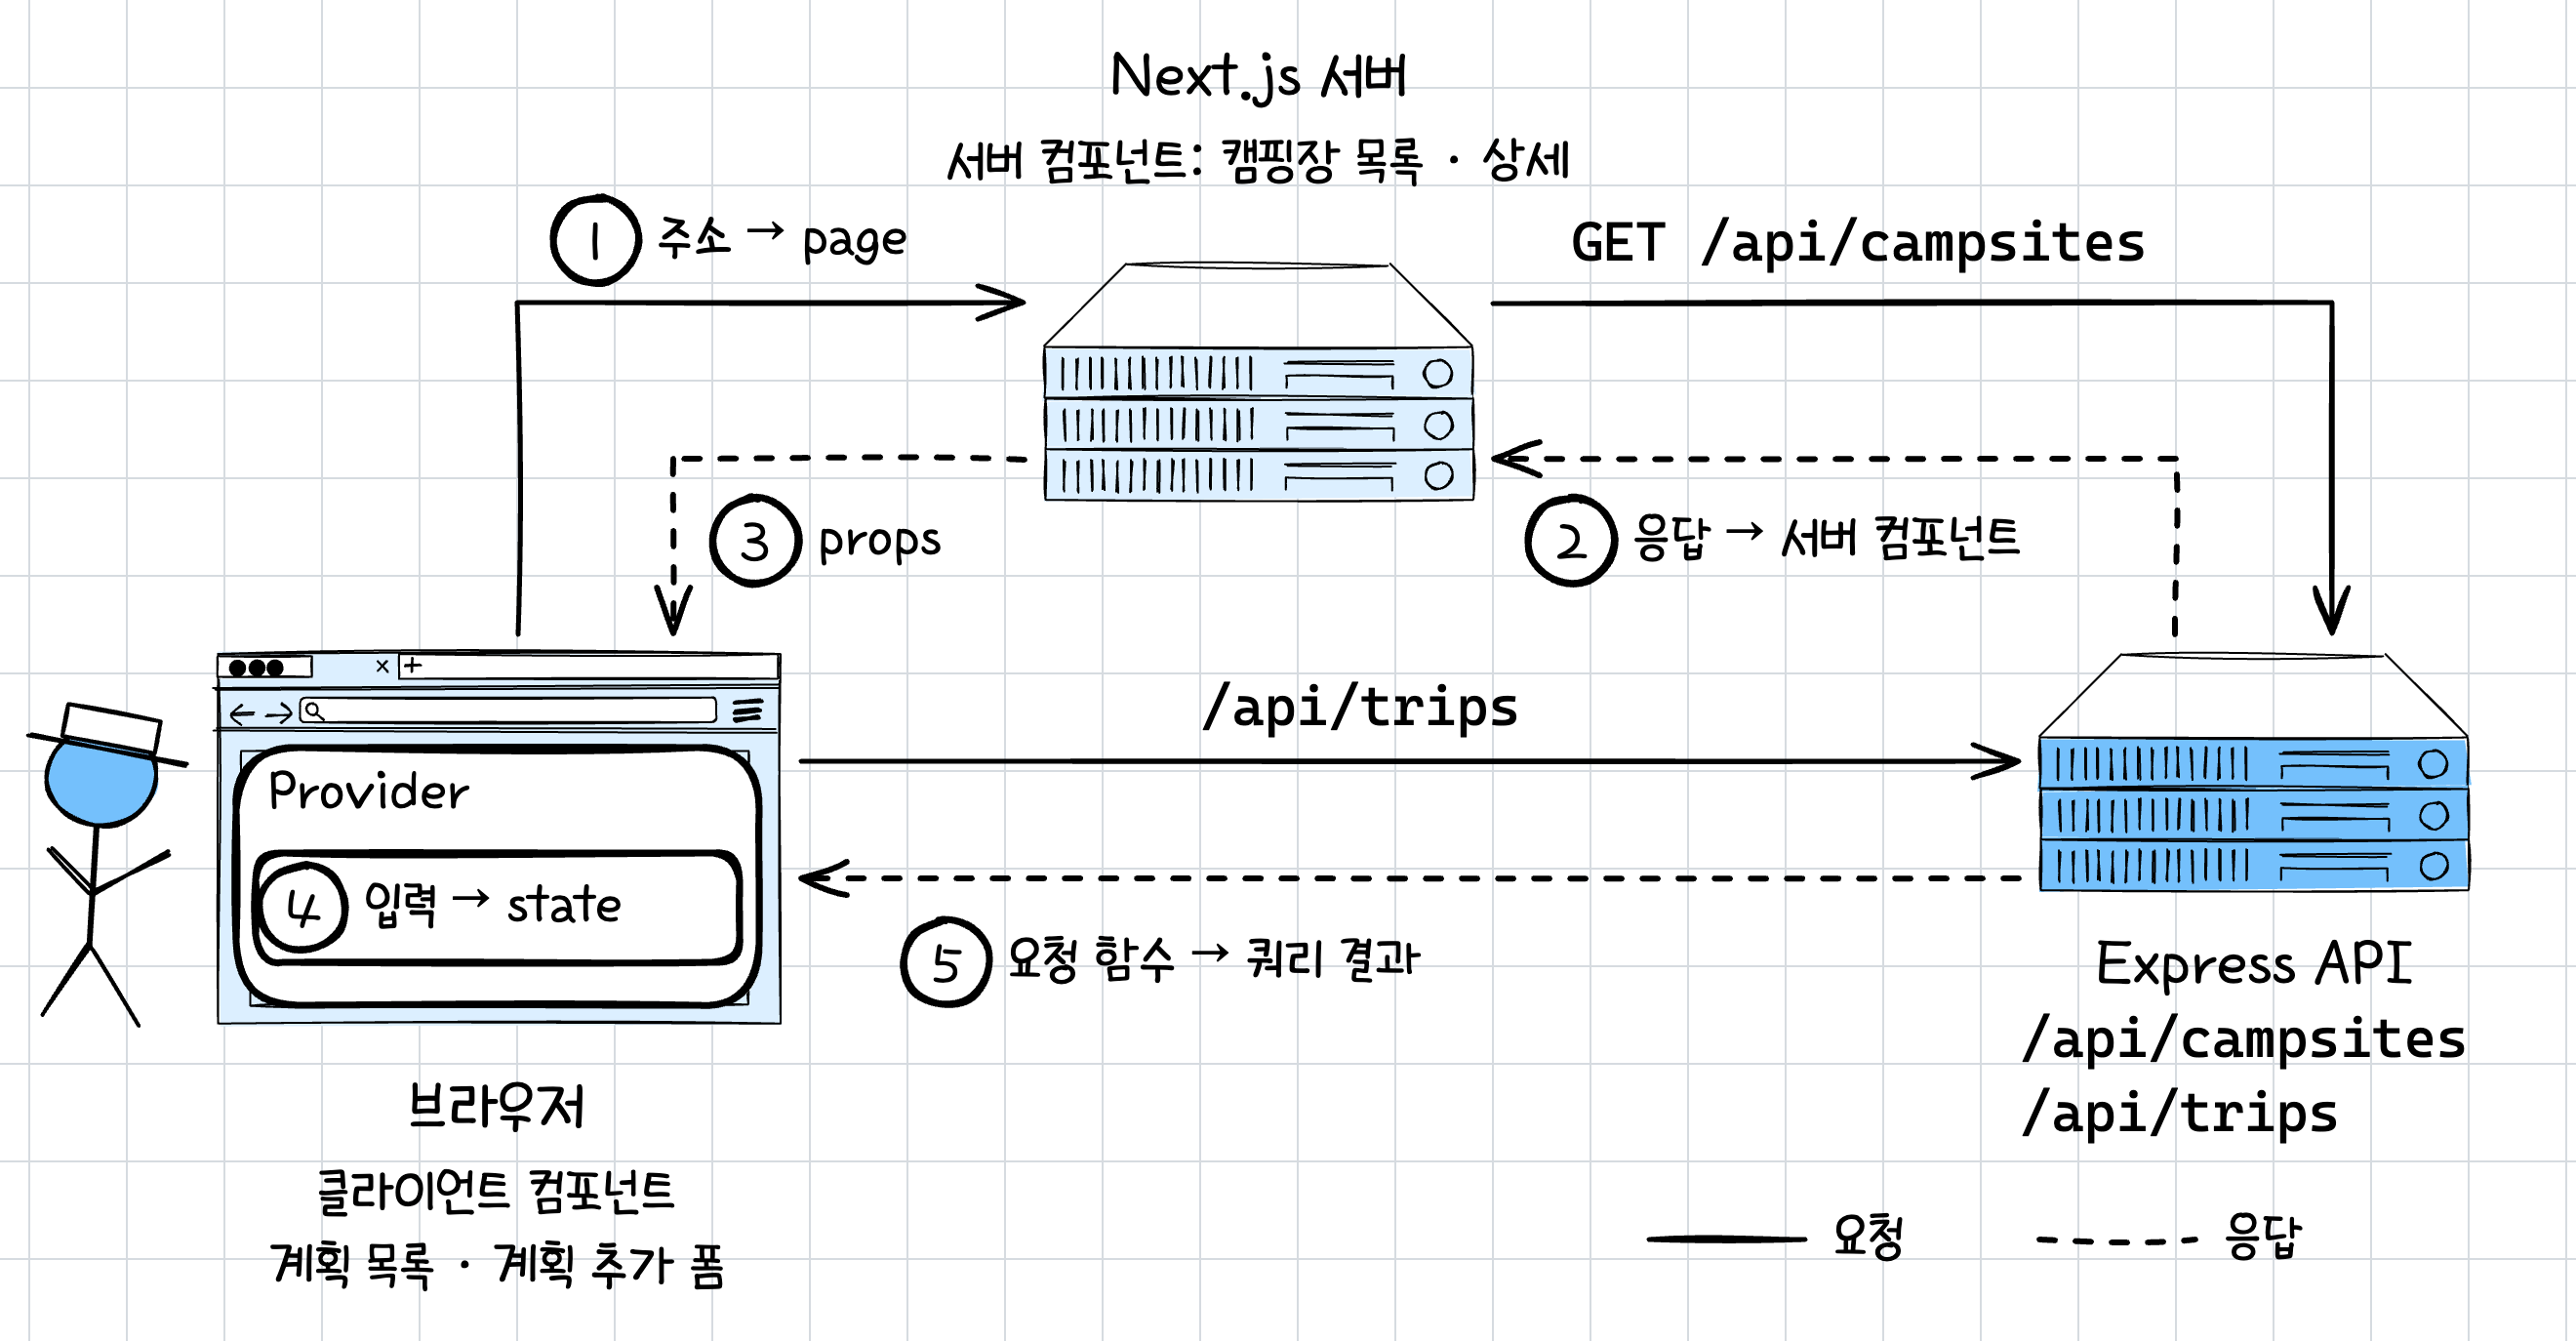 Next.js 서버
서버 컴포넌트: 캠핑장 목록 · 상세
1 주소 → page
GET /api/campsites
3 props
2 응답 → 서버 컴포넌트
/api/trips
Provider
4 입력 → state
5 요청 함수 → 쿼리 결과
Express API
/api/campsites
/api/trips
브라우저
클라이언트 컴포넌트
계획 목록 · 계획 추가 폼
요청
응답